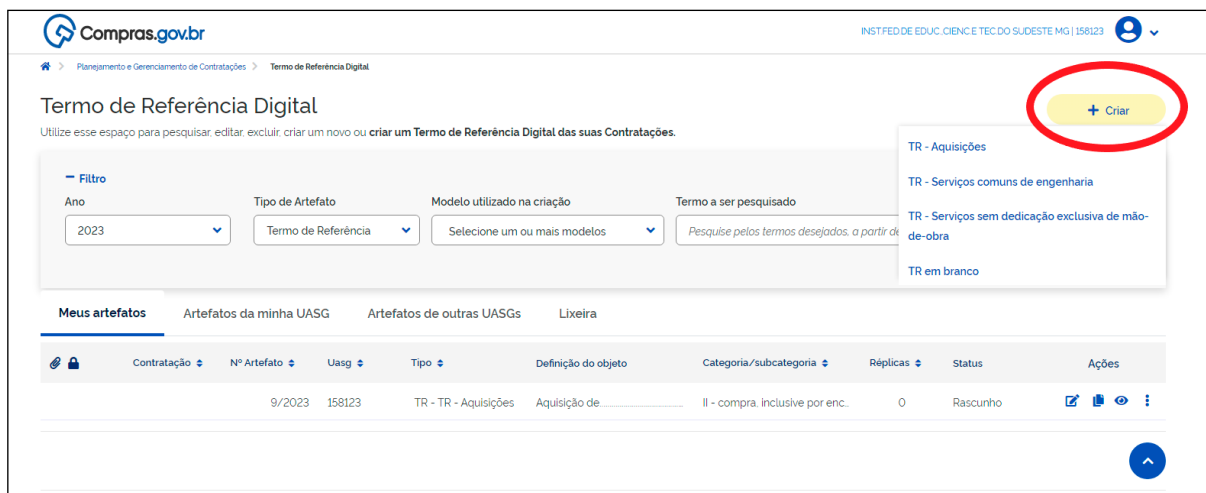 Compras.gov.br
INST.FED.DE EDUC.,CIENC.E TEC.DO SUDESTE MG | 158123
Planejamento e Gerenciamento de Contratações > Termo de Referência Digital
Termo de Referência Digital
+ Criar
Utilize esse espaço para pesquisar, editar, excluir, criar um novo ou criar um Termo de Referência Digital das suas Contratações.
TR - Aquisições
TR - Serviços comuns de engenharia
TR - Serviços sem dedicação exclusiva de mão-
de-obra
TR em branco
Filtro
Ano
Tipo de Artefato
Modelo utilizado na criação
Termo a ser pesquisado
2023
Termo de Referência
Selecione um ou mais modelos
Pesquise pelos termos desejados, a partir de
Meus artefatos
Artefatos da minha UASG
Artefatos de outras UASGs
Lixeira
Contratação
Nº Artefato
Uasg
Tipo
Definição do objeto
Categoria/subcategoria
Réplicas
Status
Ações
9/2023
158123
TR - TR - Aquisições
Aquisição de
II - compra, inclusive por enc...
0
Rascunho